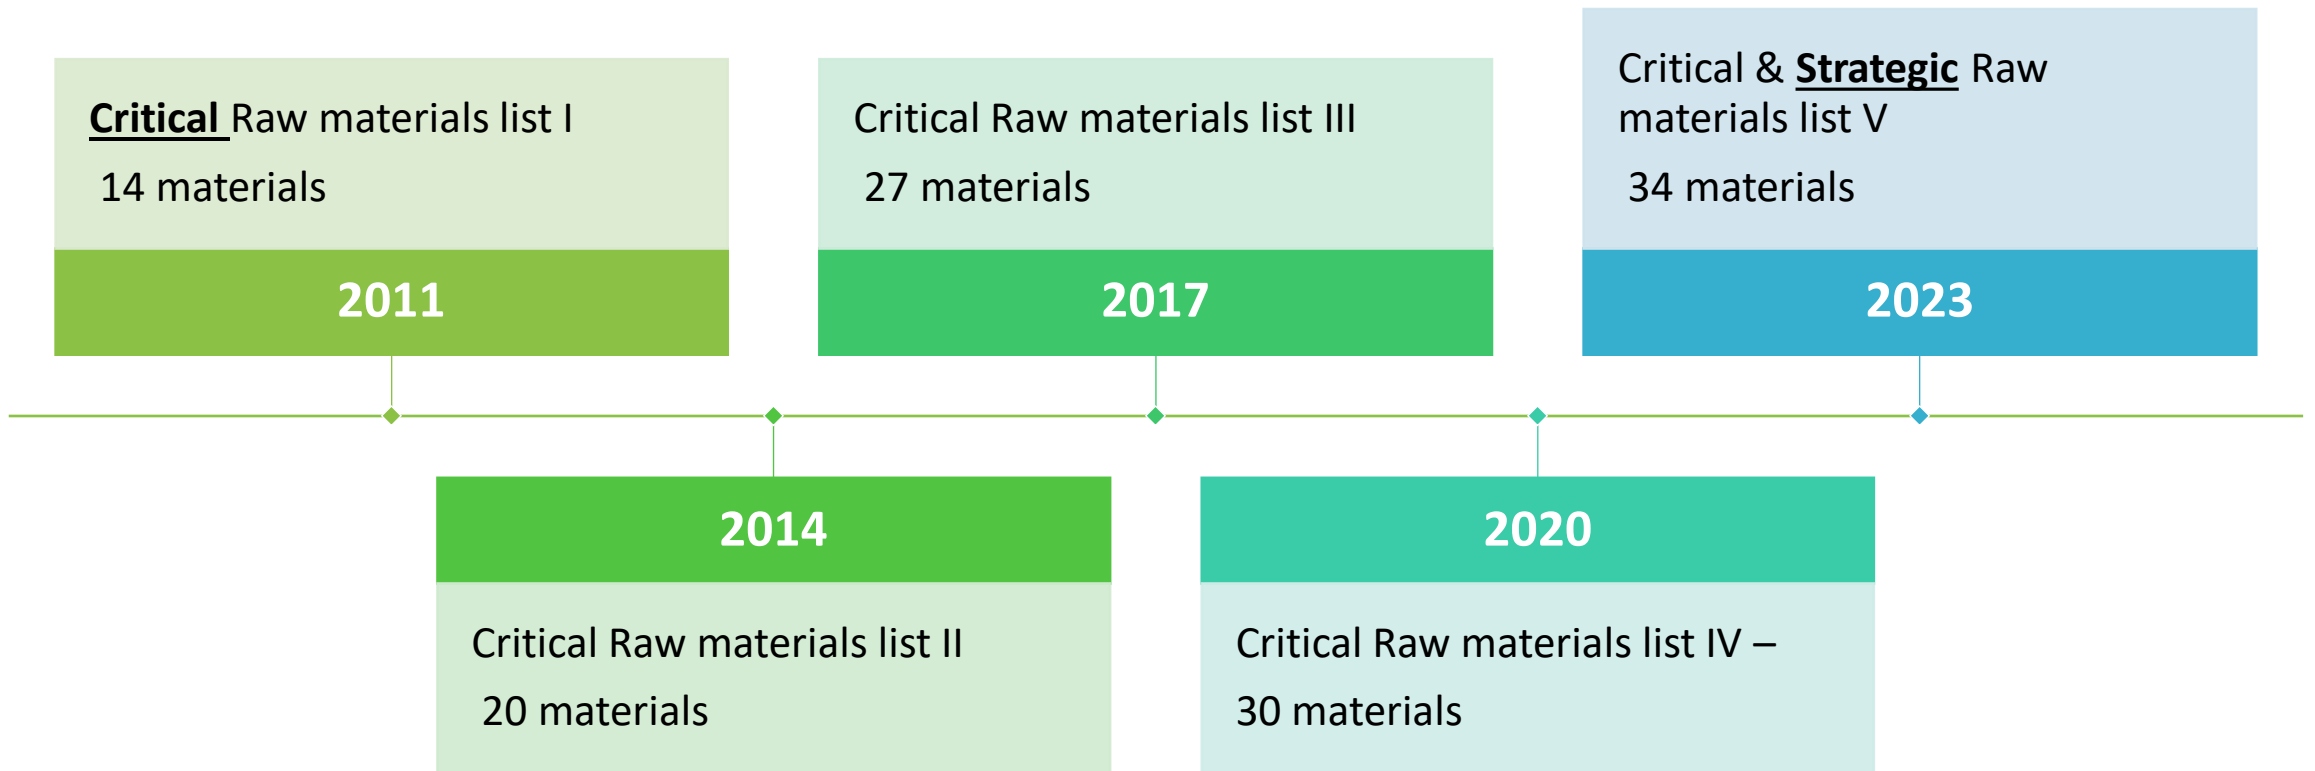 Critical Raw materials list I
14 materials
2011
2014
Critical Raw materials list II
20 materials
Critical Raw materials list III
27 materials
2017
2020
Critical Raw materials list IV –
30 materials
Critical & Strategic Raw
materials list V
34 materials
2023